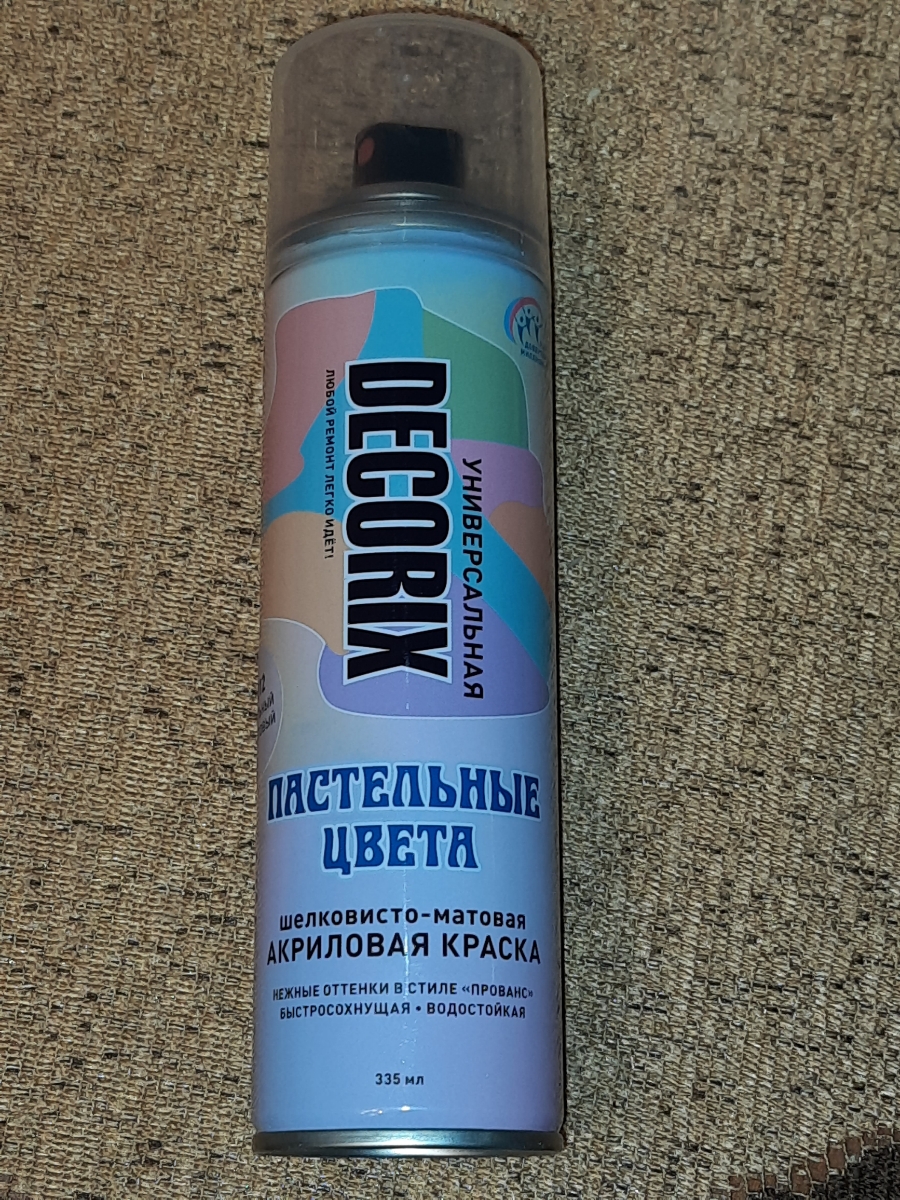 DECORIX
УНИВЕРСАЛЬНАЯ
ЛЮБОЙ РЕМОНТ ЛЕГКО ИДЁТ!
ПАСТЕЛЬНЫЕ
ЦВЕТА
шелковисто-матовая
АКРИЛОВАЯ КРАСКА
НЕЖНЫЕ ОТТЕНКИ В СТИЛЕ «ПРОВАНС»
БЫСТРОСОХНУЩАЯ • ВОДОСТОЙКАЯ
335 мл